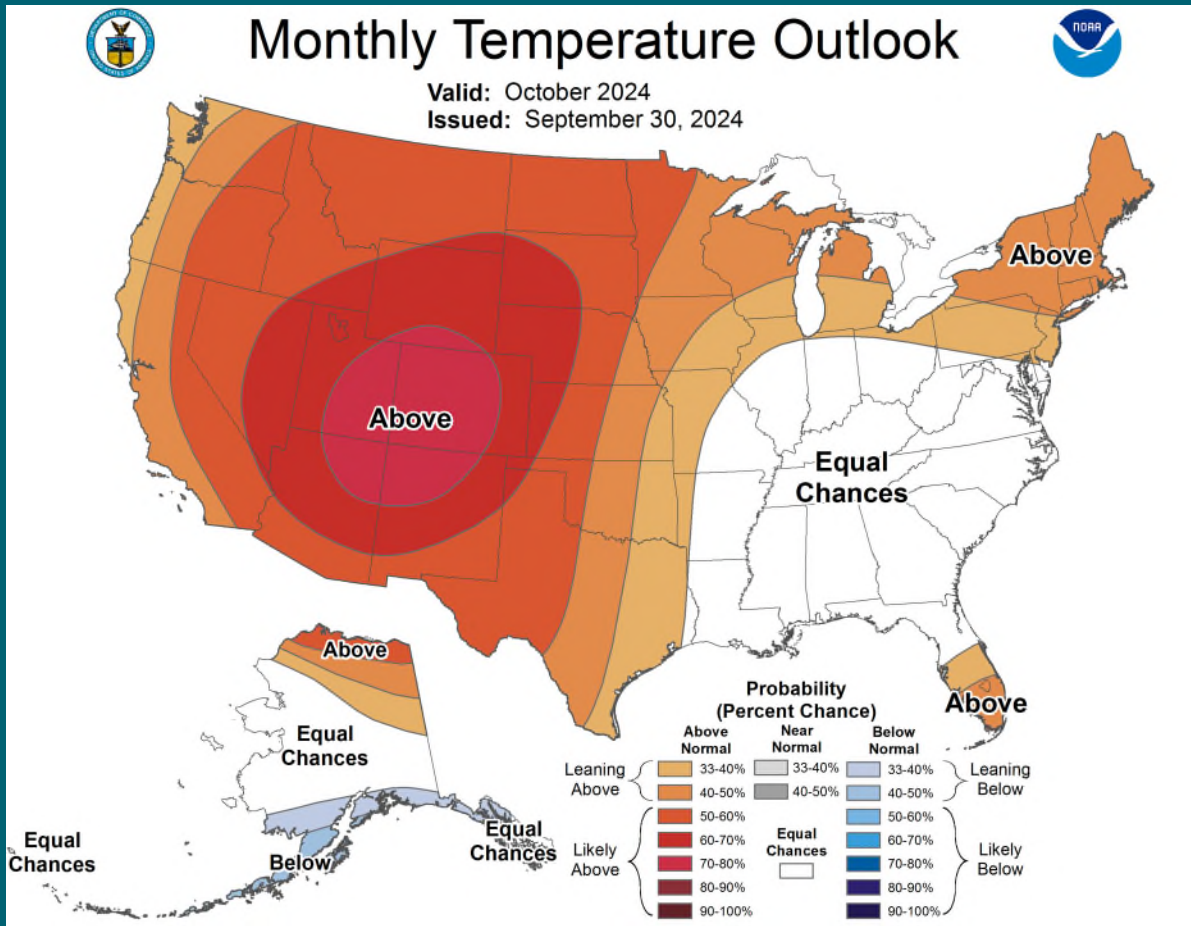 Monthly Temperature Outlook
NOAA
Valid: October 2024
Issued: September 30, 2024
Above
Above
Equal
Chances
Above
Above
Equal
Chances
Equal
Chances
Below
Equal
Chances
Probability
(Percent Chance)
Above
Normal
Near
Normal
Below
Normal
Leaning
Above
33-40%
40-50%
33-40%
40-50%
33-40%
40-50%
Leaning
Below
Likely
Above
50-60%
60-70%
70-80%
80-90%
90-100%
Equal
Chances
50-60%
60-70%
70-80%
80-90%
90-100%
Likely
Below